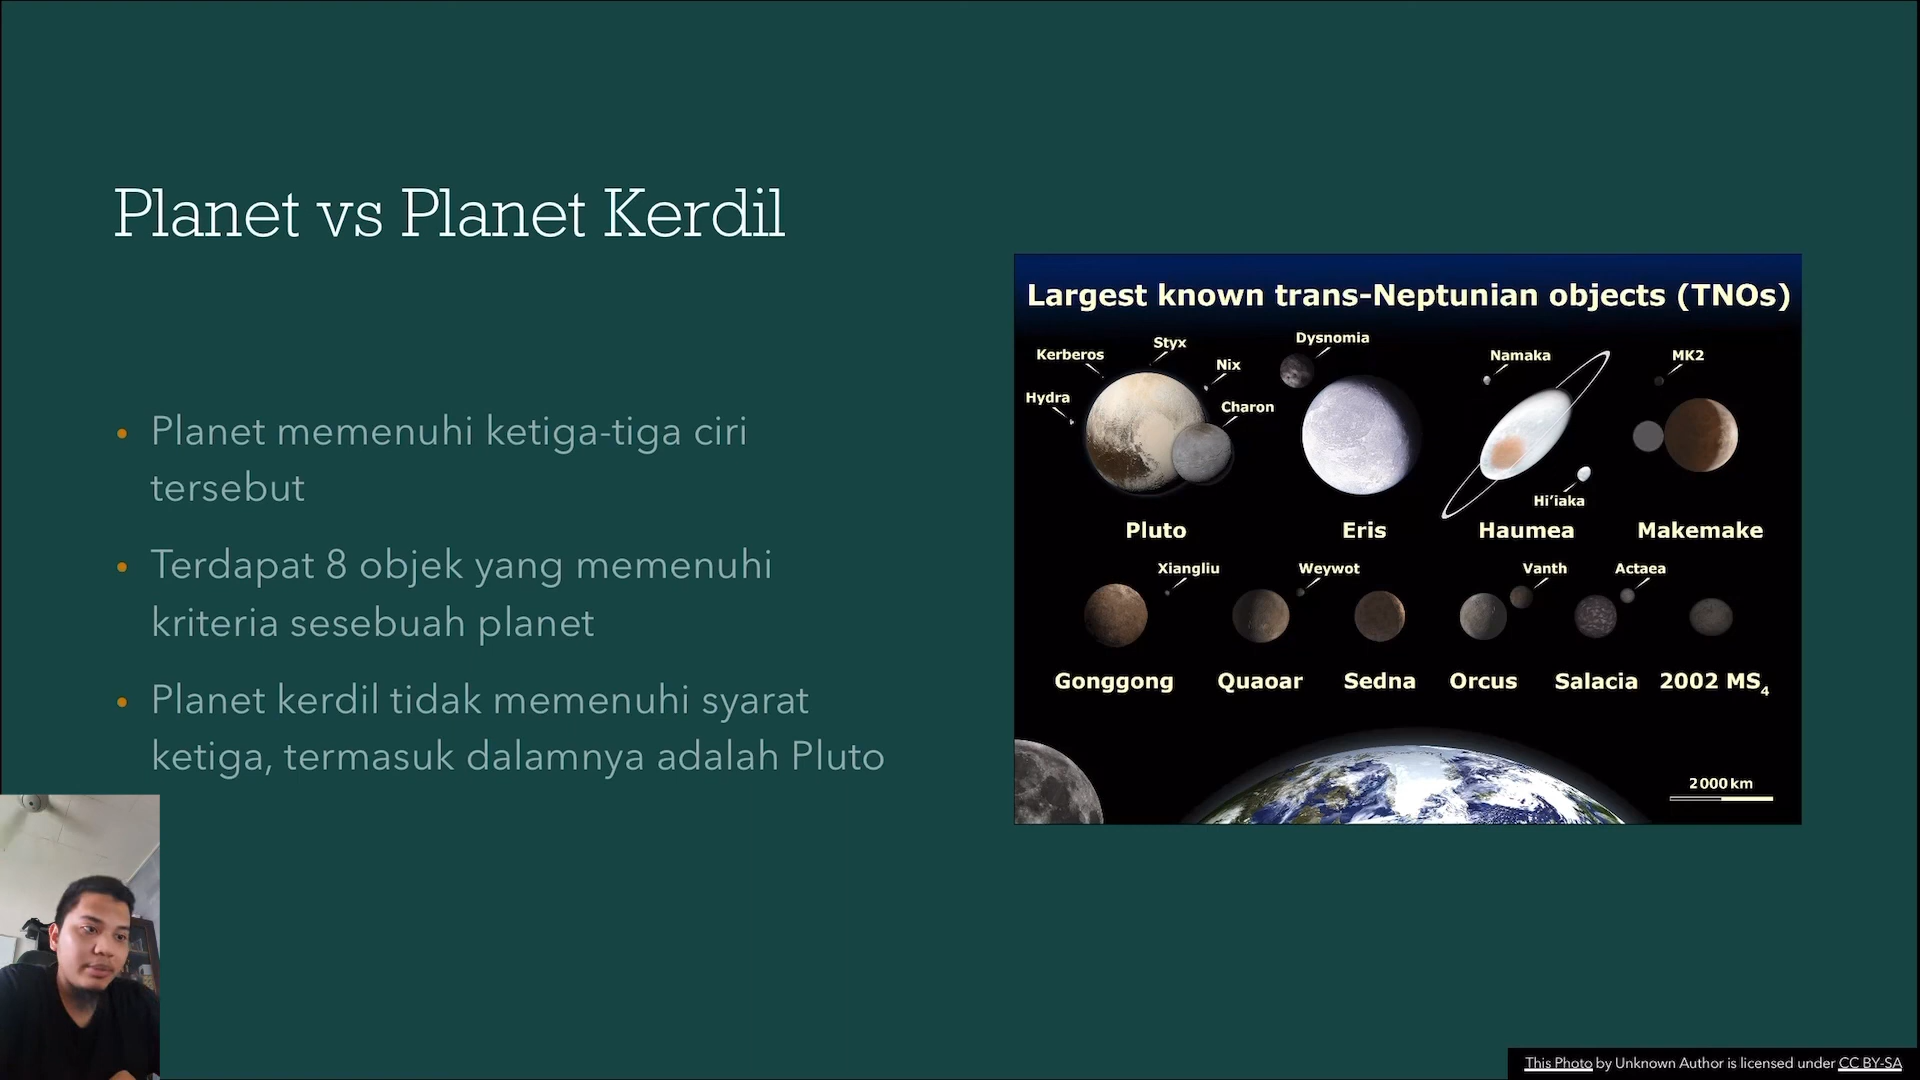 Planet vs Planet Kerdil
• Planet memenuhi ketiga-tiga ciri
tersebut
• Terdapat 8 objek yang memenuhi
kriteria sesebuah planet
• Planet kerdil tidak memenuhi syarat
ketiga, termasuk dalamnya adalah Pluto
Largest known trans-Neptunian objects (TNOs)
Kerberos
Styx
Nix
Hydra
Charon
Dysnomia
Namaka
MK2
Hi’iaka
Pluto
Eris
Haumea
Makemake
Xiangliu
Weywot
Vanth
Actaea
Gonggong
Quaoar
Sedna
Orcus
Salacia
2002 MS4
2000 km
This Photo by Unknown Author is licensed under CC BY-SA